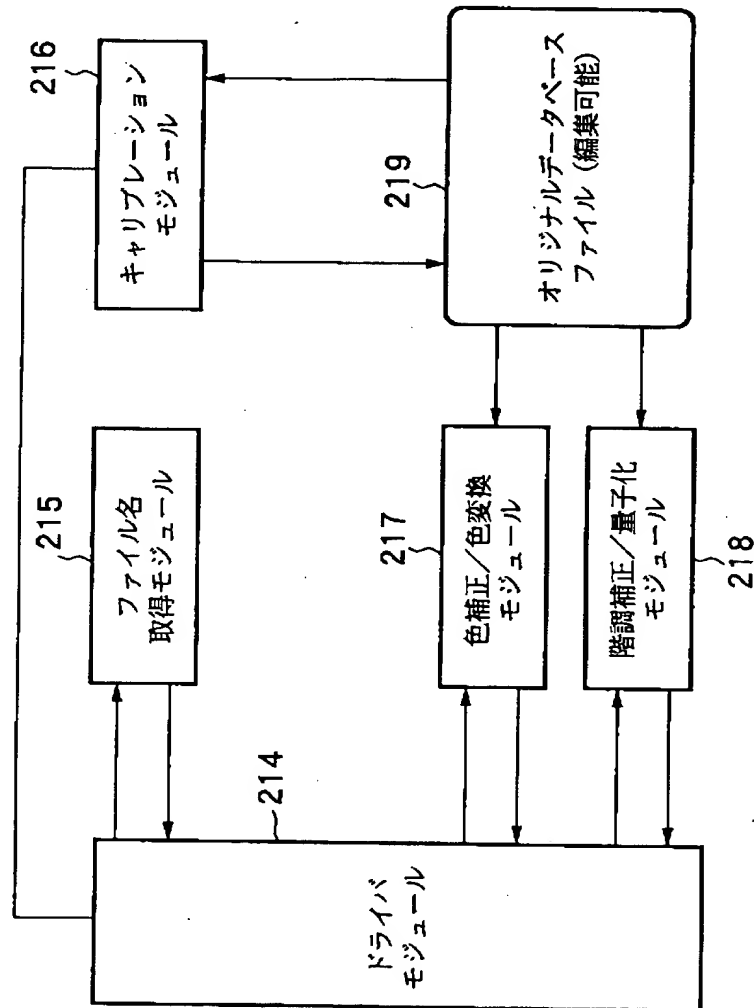 216
キャリブレーション
モジュール
215
ファイル名
取得モジュール
219
オリジナルデータベース
ファイル (編集可能)
214
ドライバ
モジュール
217
色補正／色変換
モジュール
階調補正／量子化
モジュール
218